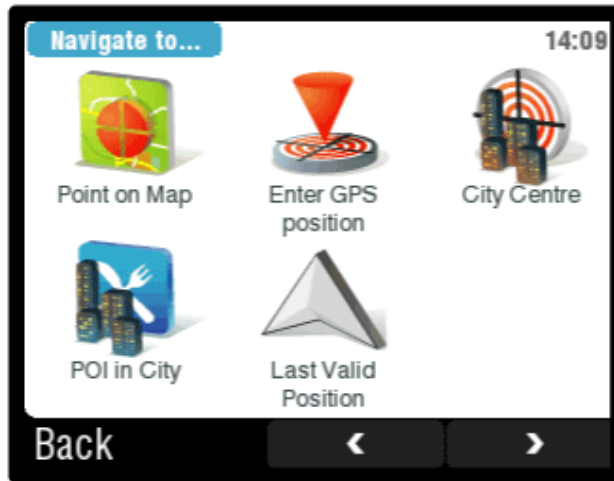 Navigate to...
14:09
Point on Map
Enter GPS
position
City Centre
POI in City
Last Valid
Position
Back